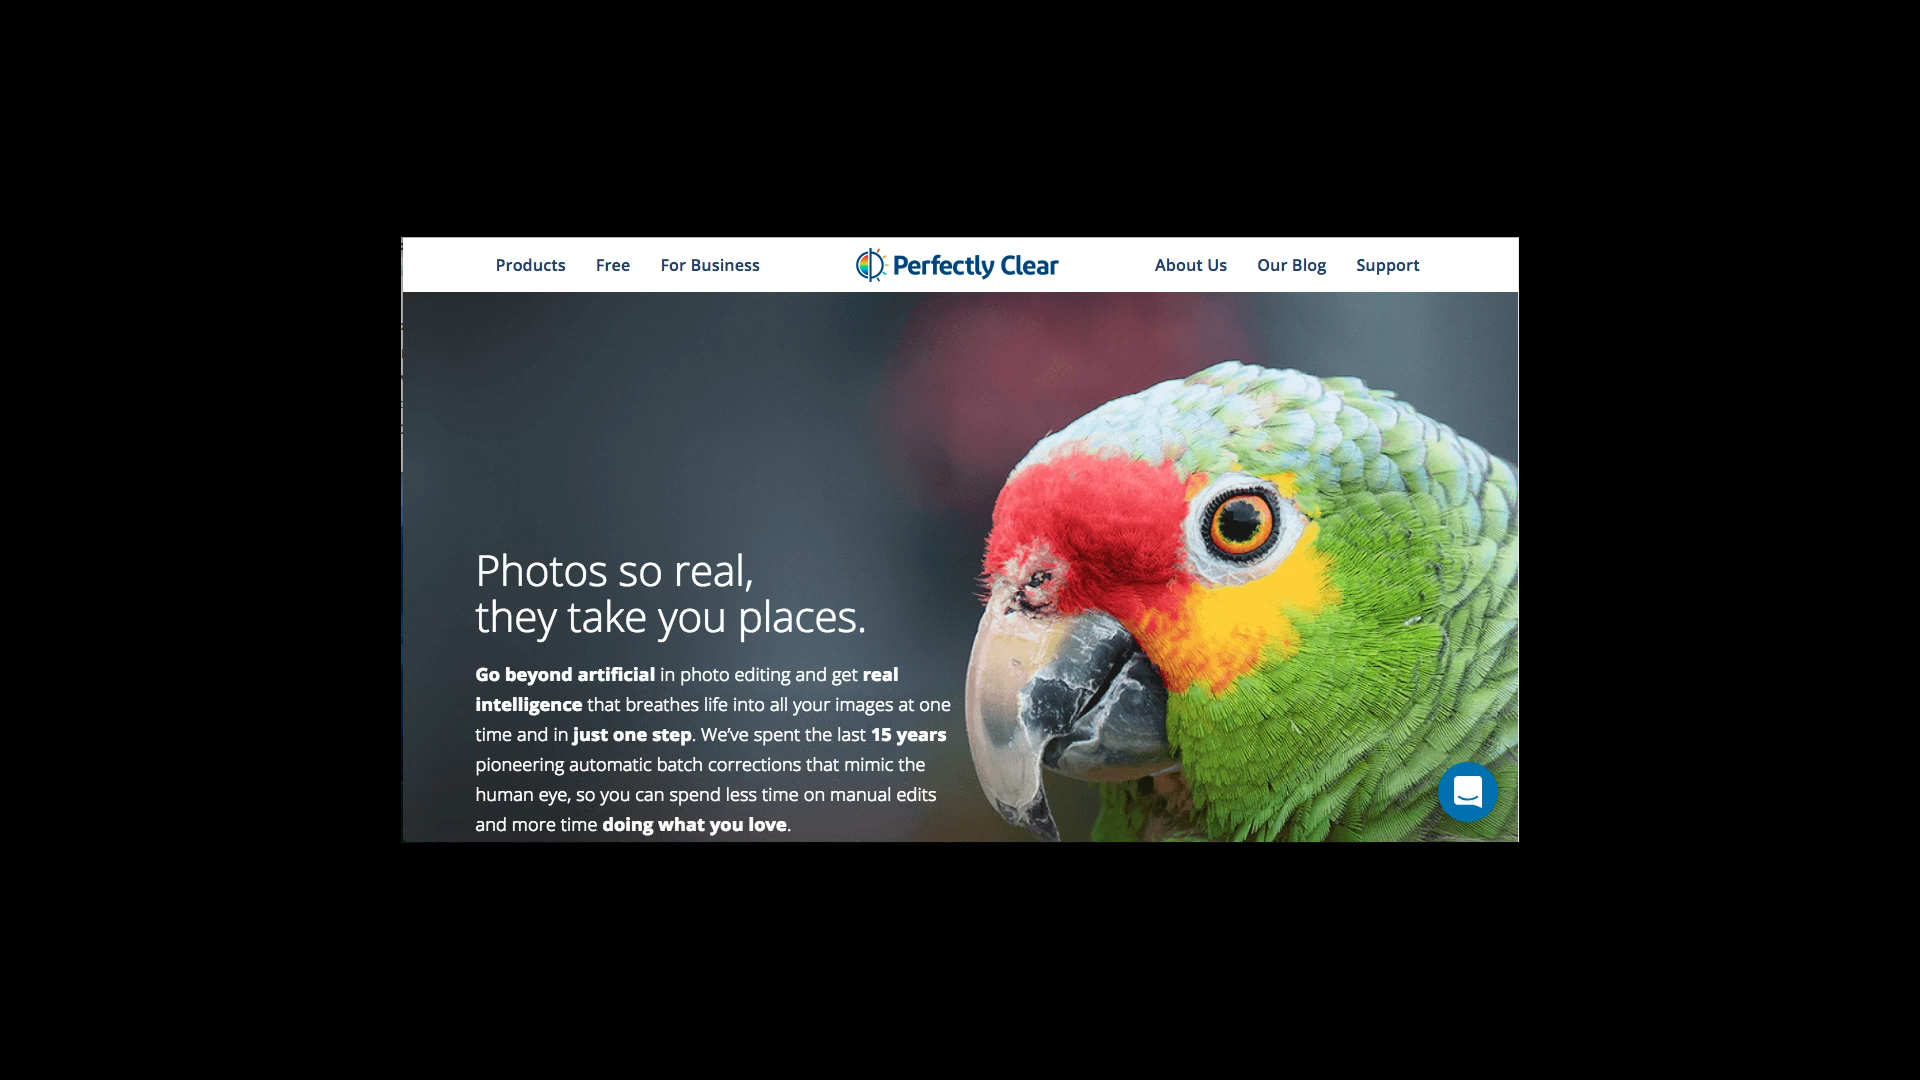 Products Free For Business Perfectly Clear About Us Our Blog Support
Photos so real,
they take you places.
Go beyond artificial in photo editing and get real
intelligence that breathes life into all your images at one
time and in just one step. We've spent the last 15 years
pioneering automatic batch corrections that mimic the
human eye, so you can spend less time on manual edits
and more time doing what you love.